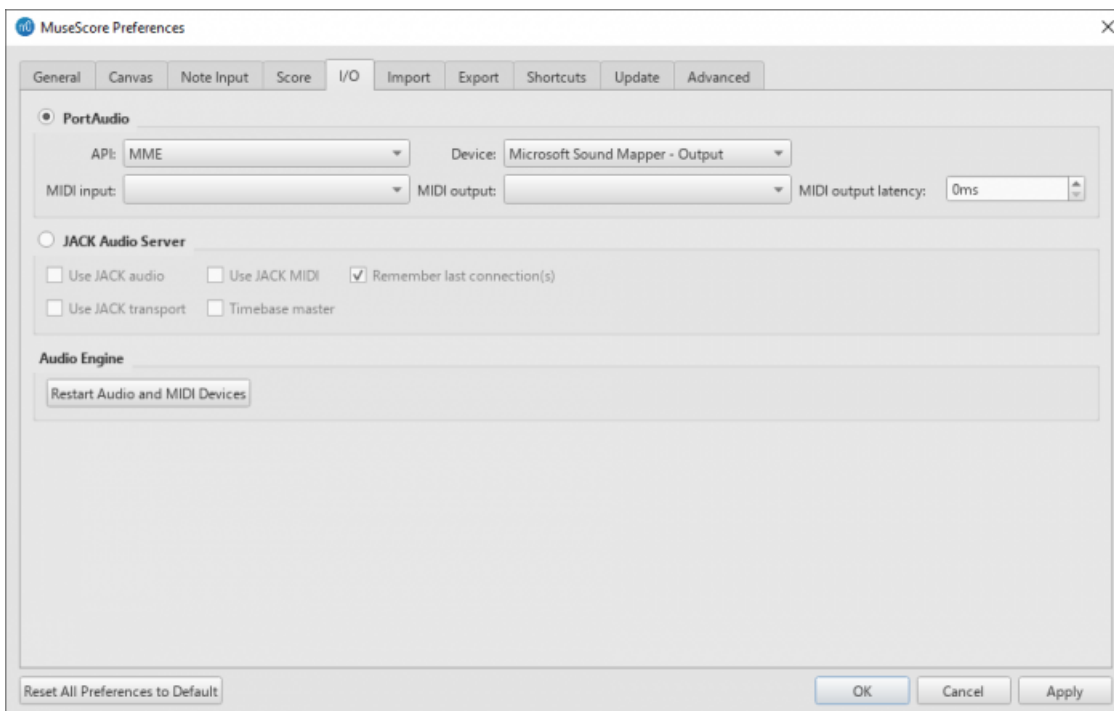 MuseScore Preferences
General Canvas Note Input Score I/O Import Export Shortcuts Update Advanced
PortAudio
API: MME Device: Microsoft Sound Mapper - Output
MIDI input: MIDI output: MIDI output latency: 0ms
JACK Audio Server
Use JACK audio Use JACK MIDI Remember last connection(s)
Use JACK transport Timebase master
Audio Engine
Restart Audio and MIDI Devices
Reset All Preferences to Default OK Cancel Apply